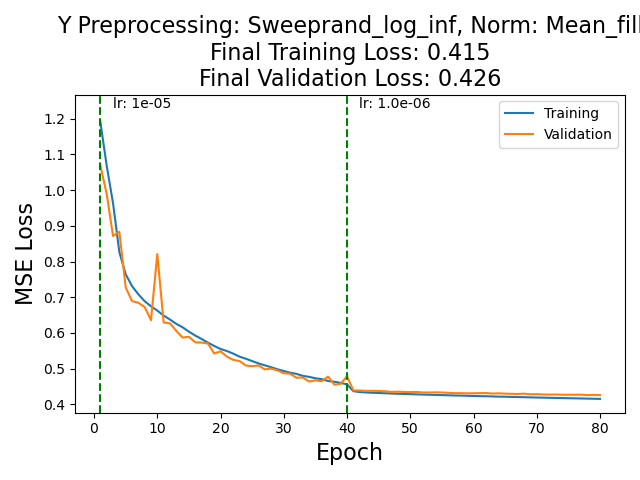 Y Preprocessing: Sweeprand_log_inf, Norm: Mean_fill
Final Training Loss: 0.415
Final Validation Loss: 0.426
lr: 1e-05
lr: 1.0e-06
Training
Validation
MSE Loss
1.2
1.1
1.0
0.9
0.8
0.7
0.6
0.5
0.4
0 10 20 30 40 50 60 70 80
Epoch